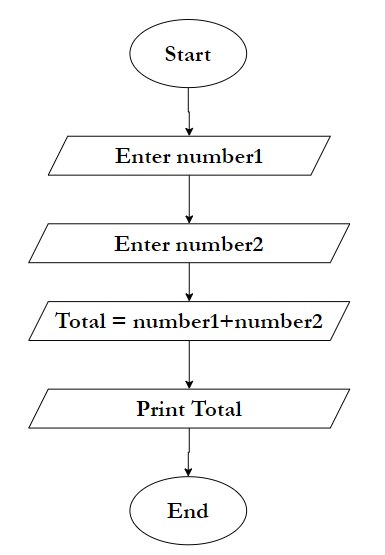 Start
Enter number1
Enter number2
Total = number1+number2
Print Total
End